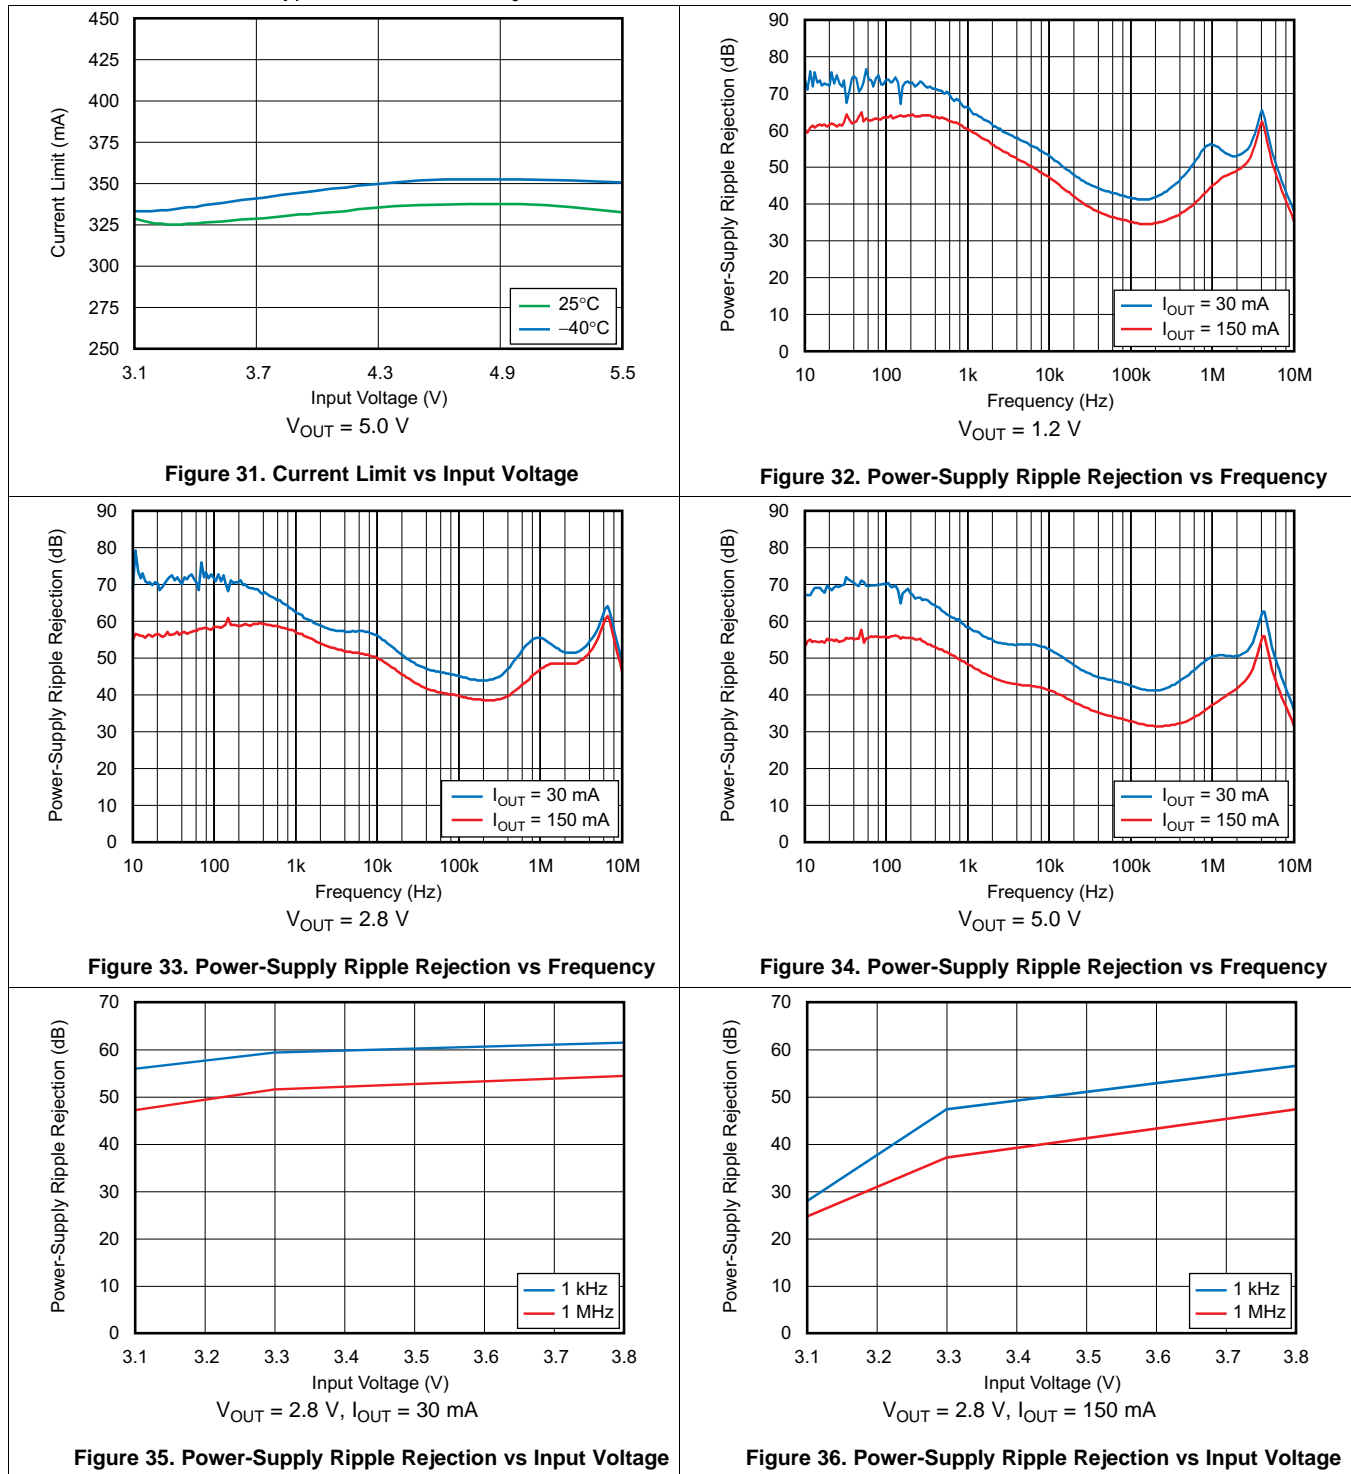 450
425
400
375
350
325
300
275
250
3.1 3.7 4.3 4.9 5.5
Current Limit (mA)
Input Voltage (V)
25°C
−40°C
VOUT = 5.0 V
Figure 31. Current Limit vs Input Voltage
90
80
70
60
50
40
30
20
10
0
10 100 1k 10k 100k 1M 10M
Power-Supply Ripple Rejection (dB)
Frequency (Hz)
IOUT = 30 mA
IOUT = 150 mA
VOUT = 1.2 V
Figure 32. Power-Supply Ripple Rejection vs Frequency
90
80
70
60
50
40
30
20
10
0
10 100 1k 10k 100k 1M 10M
Power-Supply Ripple Rejection (dB)
Frequency (Hz)
IOUT = 30 mA
IOUT = 150 mA
VOUT = 2.8 V
Figure 33. Power-Supply Ripple Rejection vs Frequency
90
80
70
60
50
40
30
20
10
0
10 100 1k 10k 100k 1M 10M
Power-Supply Ripple Rejection (dB)
Frequency (Hz)
IOUT = 30 mA
IOUT = 150 mA
VOUT = 5.0 V
Figure 34. Power-Supply Ripple Rejection vs Frequency
70
60
50
40
30
20
10
0
3.1 3.2 3.3 3.4 3.5 3.6 3.7 3.8
Power-Supply Ripple Rejection (dB)
Input Voltage (V)
1 kHz
1 MHz
VOUT = 2.8 V, IOUT = 30 mA
Figure 35. Power-Supply Ripple Rejection vs Input Voltage
70
60
50
40
30
20
10
0
3.1 3.2 3.3 3.4 3.5 3.6 3.7 3.8
Power-Supply Ripple Rejection (dB)
Input Voltage (V)
1 kHz
1 MHz
VOUT = 2.8 V, IOUT = 150 mA
Figure 36. Power-Supply Ripple Rejection vs Input Voltage